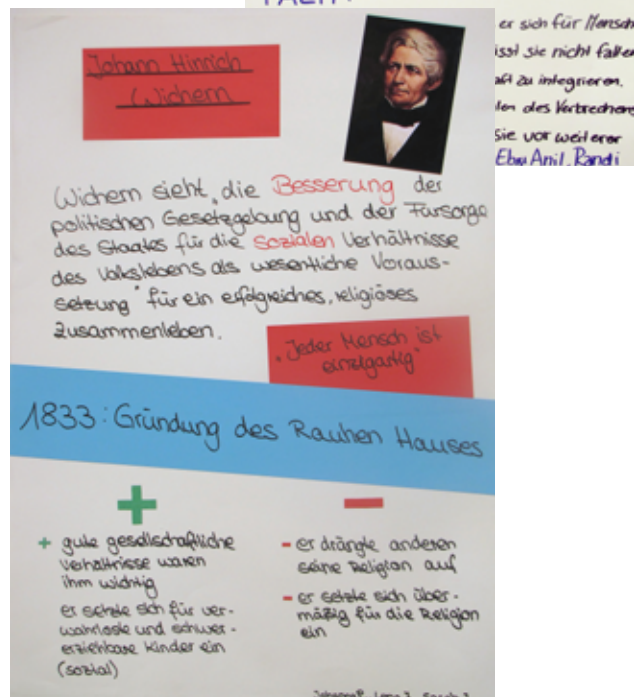 FAZIT:
er sich für Mensch
isst sie nicht fallen
aft zu integrieren.
len des Verbrechens
sie vor weiterer
Ebru, Anil, Randi
Johann Hinrich
Wichern
Wichern sieht „die Besserung der
politischen Gesetzgebung und der Fürsorge
des Staates für die sozialen Verhältnisse
des Volkslebens als wesentliche Voraus-
setzung" für ein erfolgreiches, religiöses
Zusammenleben.
„Jeder Mensch ist
einzigartig"
1833: Gründung des Rauhen Hauses
+
-
+ gute gesellschaftliche
Verhältnisse waren
ihm wichtig
er setzte sich für ver-
wahrloste und schwer-
erziehbare Kinder ein
(sozial)
- er drängte anderen
seine Religion auf
- er setzte sich über-
mäßig für die Religion
ein